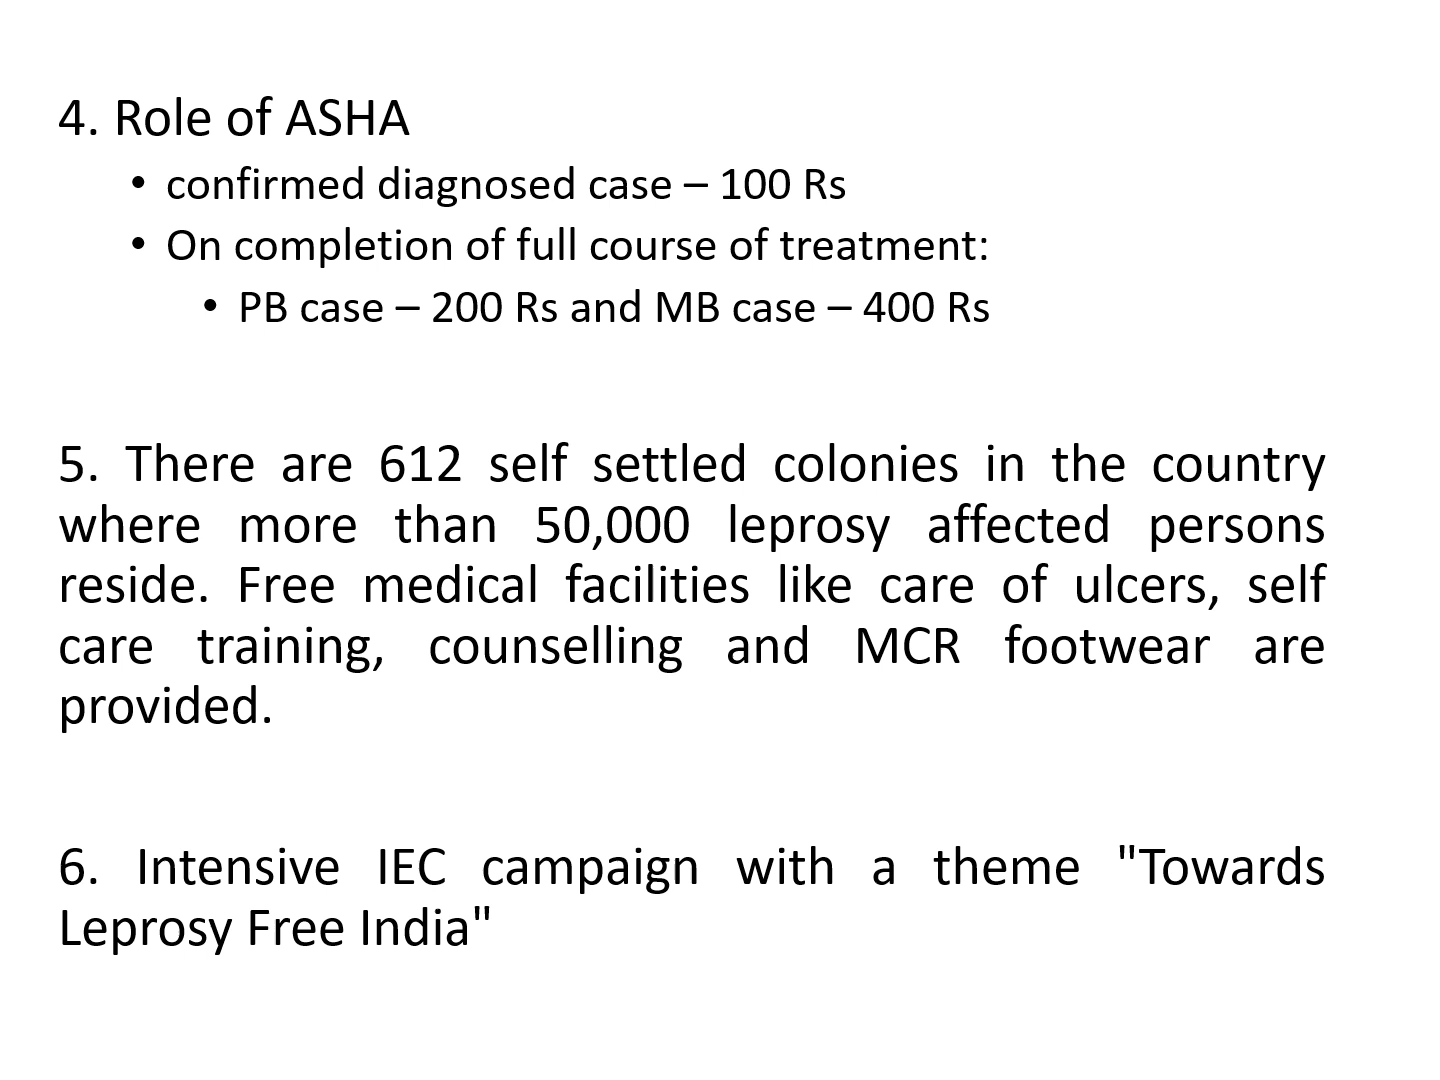 4. Role of ASHA
• confirmed diagnosed case – 100 Rs
• On completion of full course of treatment:
• PB case – 200 Rs and MB case – 400 Rs
5. There are 612 self settled colonies in the country
where more than 50,000 leprosy affected persons
reside. Free medical facilities like care of ulcers, self
care training, counselling and MCR footwear are
provided.
6. Intensive IEC campaign with a theme "Towards
Leprosy Free India"